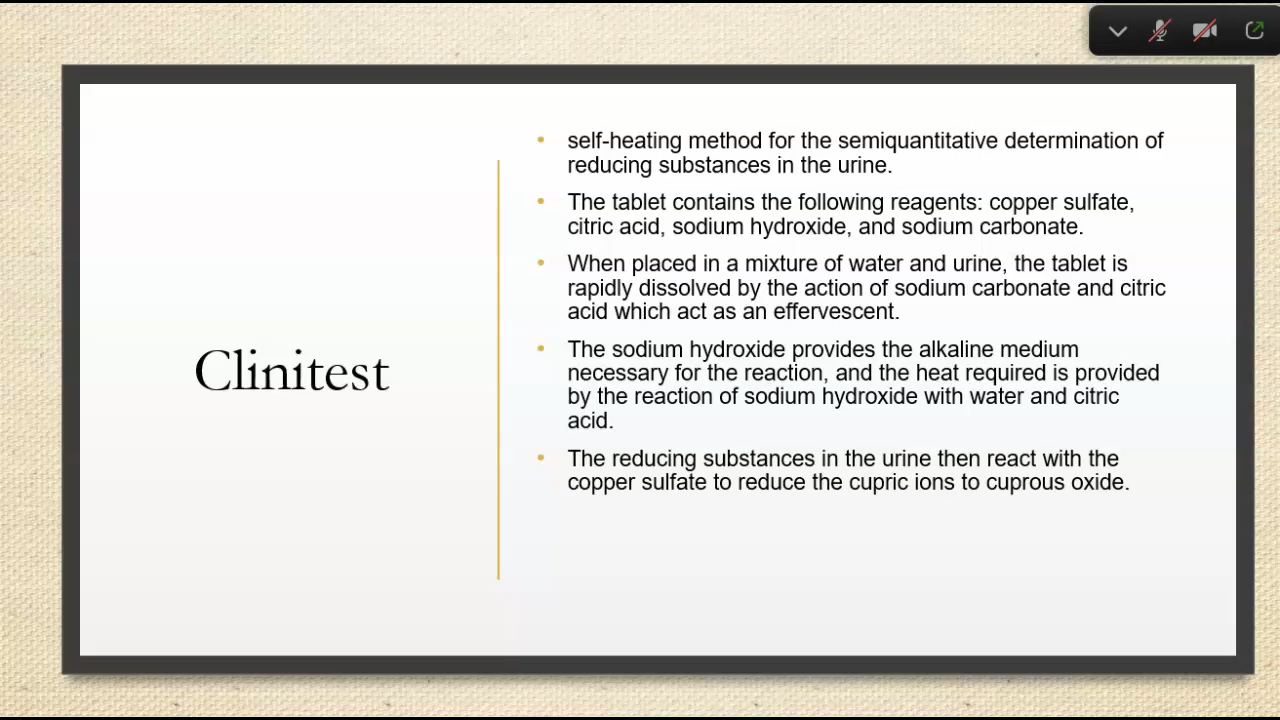 Clinitest
• self-heating method for the semiquantitative determination of
reducing substances in the urine.
• The tablet contains the following reagents: copper sulfate,
citric acid, sodium hydroxide, and sodium carbonate.
• When placed in a mixture of water and urine, the tablet is
rapidly dissolved by the action of sodium carbonate and citric
acid which act as an effervescent.
• The sodium hydroxide provides the alkaline medium
necessary for the reaction, and the heat required is provided
by the reaction of sodium hydroxide with water and citric
acid.
• The reducing substances in the urine then react with the
copper sulfate to reduce the cupric ions to cuprous oxide.